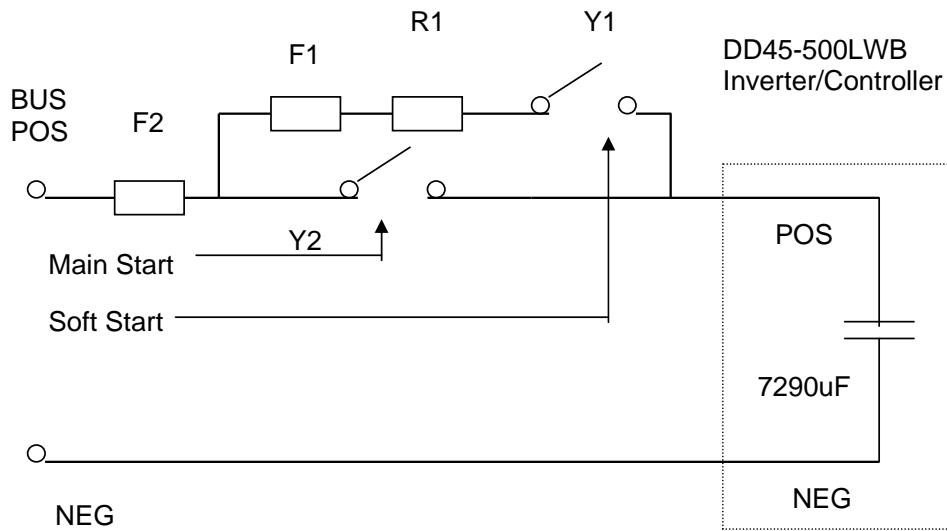 R1
Y1
F1
DD45-500LWB
Inverter/Controller
BUS
POS
F2
POS
Y2
Main Start
Soft Start
7290uF
NEG
NEG